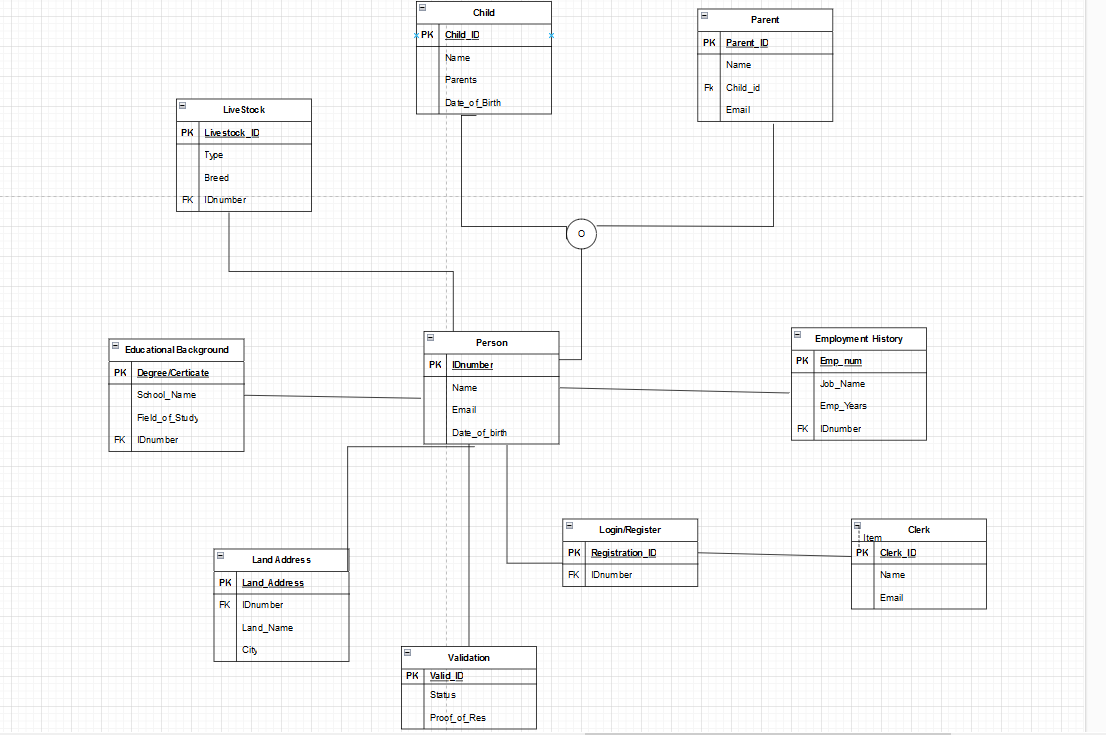 Child
PK Child_ID
Name
Parents
Date_of_Birth
Parent
PK Parent_ID
Name
Fk Child_id
Email
LiveStock
PK Livestock_ID
Type
Breed
FK IDnumber
O
Person
PK IDnumber
Name
Email
Date_of_birth
Educational Background
PK Degree/Certicate
School_Name
Field_of_Study
FK IDnumber
Employment History
PK Emp_num
Job_Name
Emp_Years
FK IDnumber
Login/Register
PK Registration_ID
FK IDnumber
Clerk
Item
PK Clerk_ID
Name
Email
Land Address
PK Land_Address
FK IDnumber
Land_Name
City
Validation
PK Valid_ID
Status
Proof_of_Res